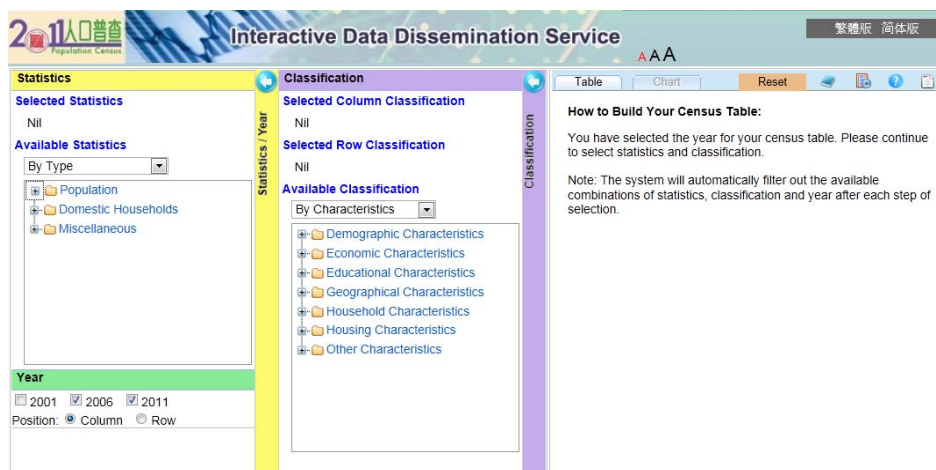 2011人口普查
Population Census
Interactive Data Dissemination Service
A A A
繁體版 简体版
Statistics
Selected Statistics
Nil
Available Statistics
By Type
Population
Domestic Households
Miscellaneous
Year
2001 2006 2011
Position: Column Row
Statistics / Year
Classification
Selected Column Classification
Nil
Selected Row Classification
Nil
Available Classification
By Characteristics
Demographic Characteristics
Economic Characteristics
Educational Characteristics
Geographical Characteristics
Household Characteristics
Housing Characteristics
Other Characteristics
Classification
Table Chart Reset
How to Build Your Census Table:
You have selected the year for your census table. Please continue
to select statistics and classification.
Note: The system will automatically filter out the available
combinations of statistics, classification and year after each step of
selection.